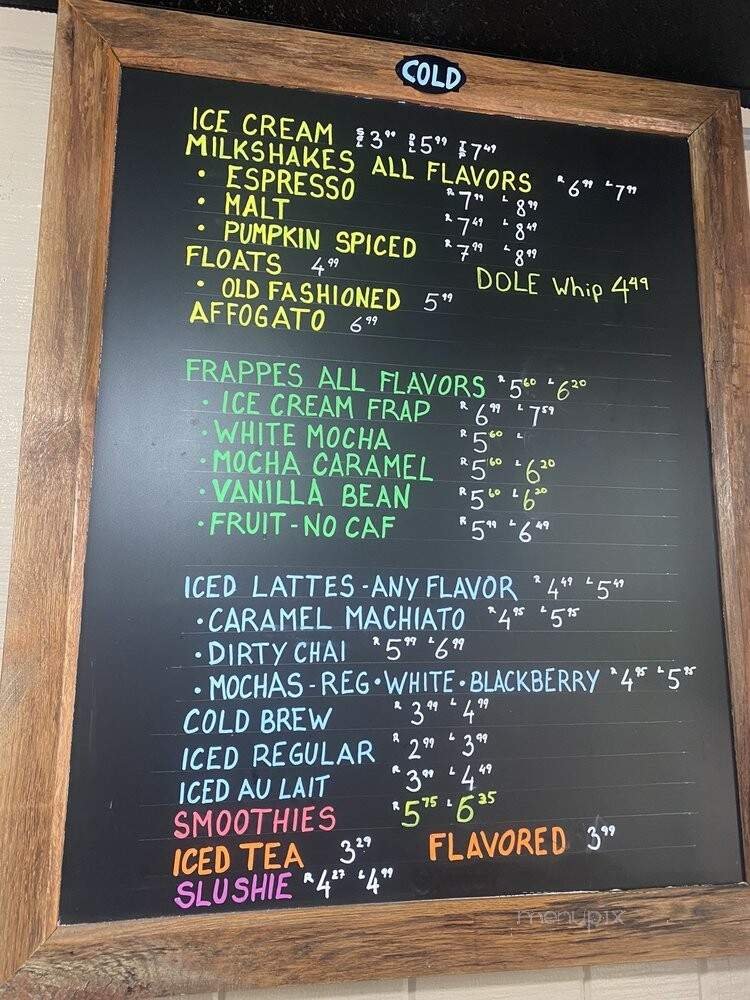 COLD
ICE CREAM SGL 3.99 DBL 5.99 TRP 7.49
MILKSHAKES ALL FLAVORS R 6.99 L 7.99
• ESPRESSO R 7.99 L 8.99
• MALT R 7.49 L 8.49
• PUMPKIN SPICED R 7.99 L 8.99
FLOATS 4.99 DOLE Whip 4.49
• OLD FASHIONED 5.99
AFFOGATO 6.99
FRAPPES ALL FLAVORS R 5.60 L 6.20
• ICE CREAM FRAP R 6.99 L 7.59
• WHITE MOCHA R 5.60 L
• MOCHA CARAMEL R 5.60 L 6.20
• VANILLA BEAN R 5.60 L 6.20
• FRUIT-NO CAF R 5.99 L 6.49
ICED LATTES-ANY FLAVOR R 4.49 L 5.49
• CARAMEL MACHIATO R 4.95 L 5.95
• DIRTY CHAI R 5.99 L 6.99
• MOCHAS-REG•WHITE•BLACKBERRY R 4.95 L 5.95
COLD BREW R 3.99 L 4.99
ICED REGULAR R 2.99 L 3.99
ICED AU LAIT R 3.99 L 4.49
SMOOTHIES R 5.75 L 6.35
ICED TEA 3.29 FLAVORED 3.99
SLUSHIE R 4.27 L 4.99
menupix